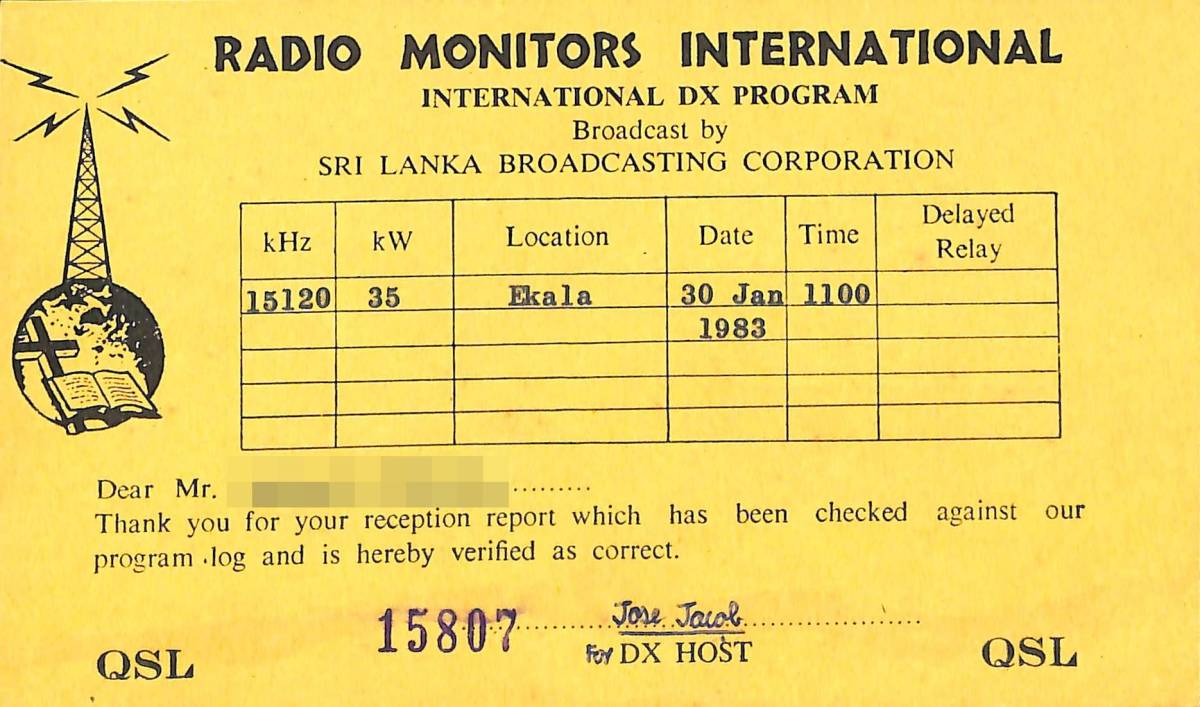 RADIO MONITORS INTERNATIONAL
INTERNATIONAL DX PROGRAM
Broadcast by
SRI LANKA BROADCASTING CORPORATION
kHz kW Location Date Time Delayed Relay
15120 35 Ekala 30 Jan 1100
1983
Dear Mr. ..........
Thank you for your reception report which has been checked against our
program log and is hereby verified as correct.
15807 Jose Jacob
QSL For DX HOST QSL